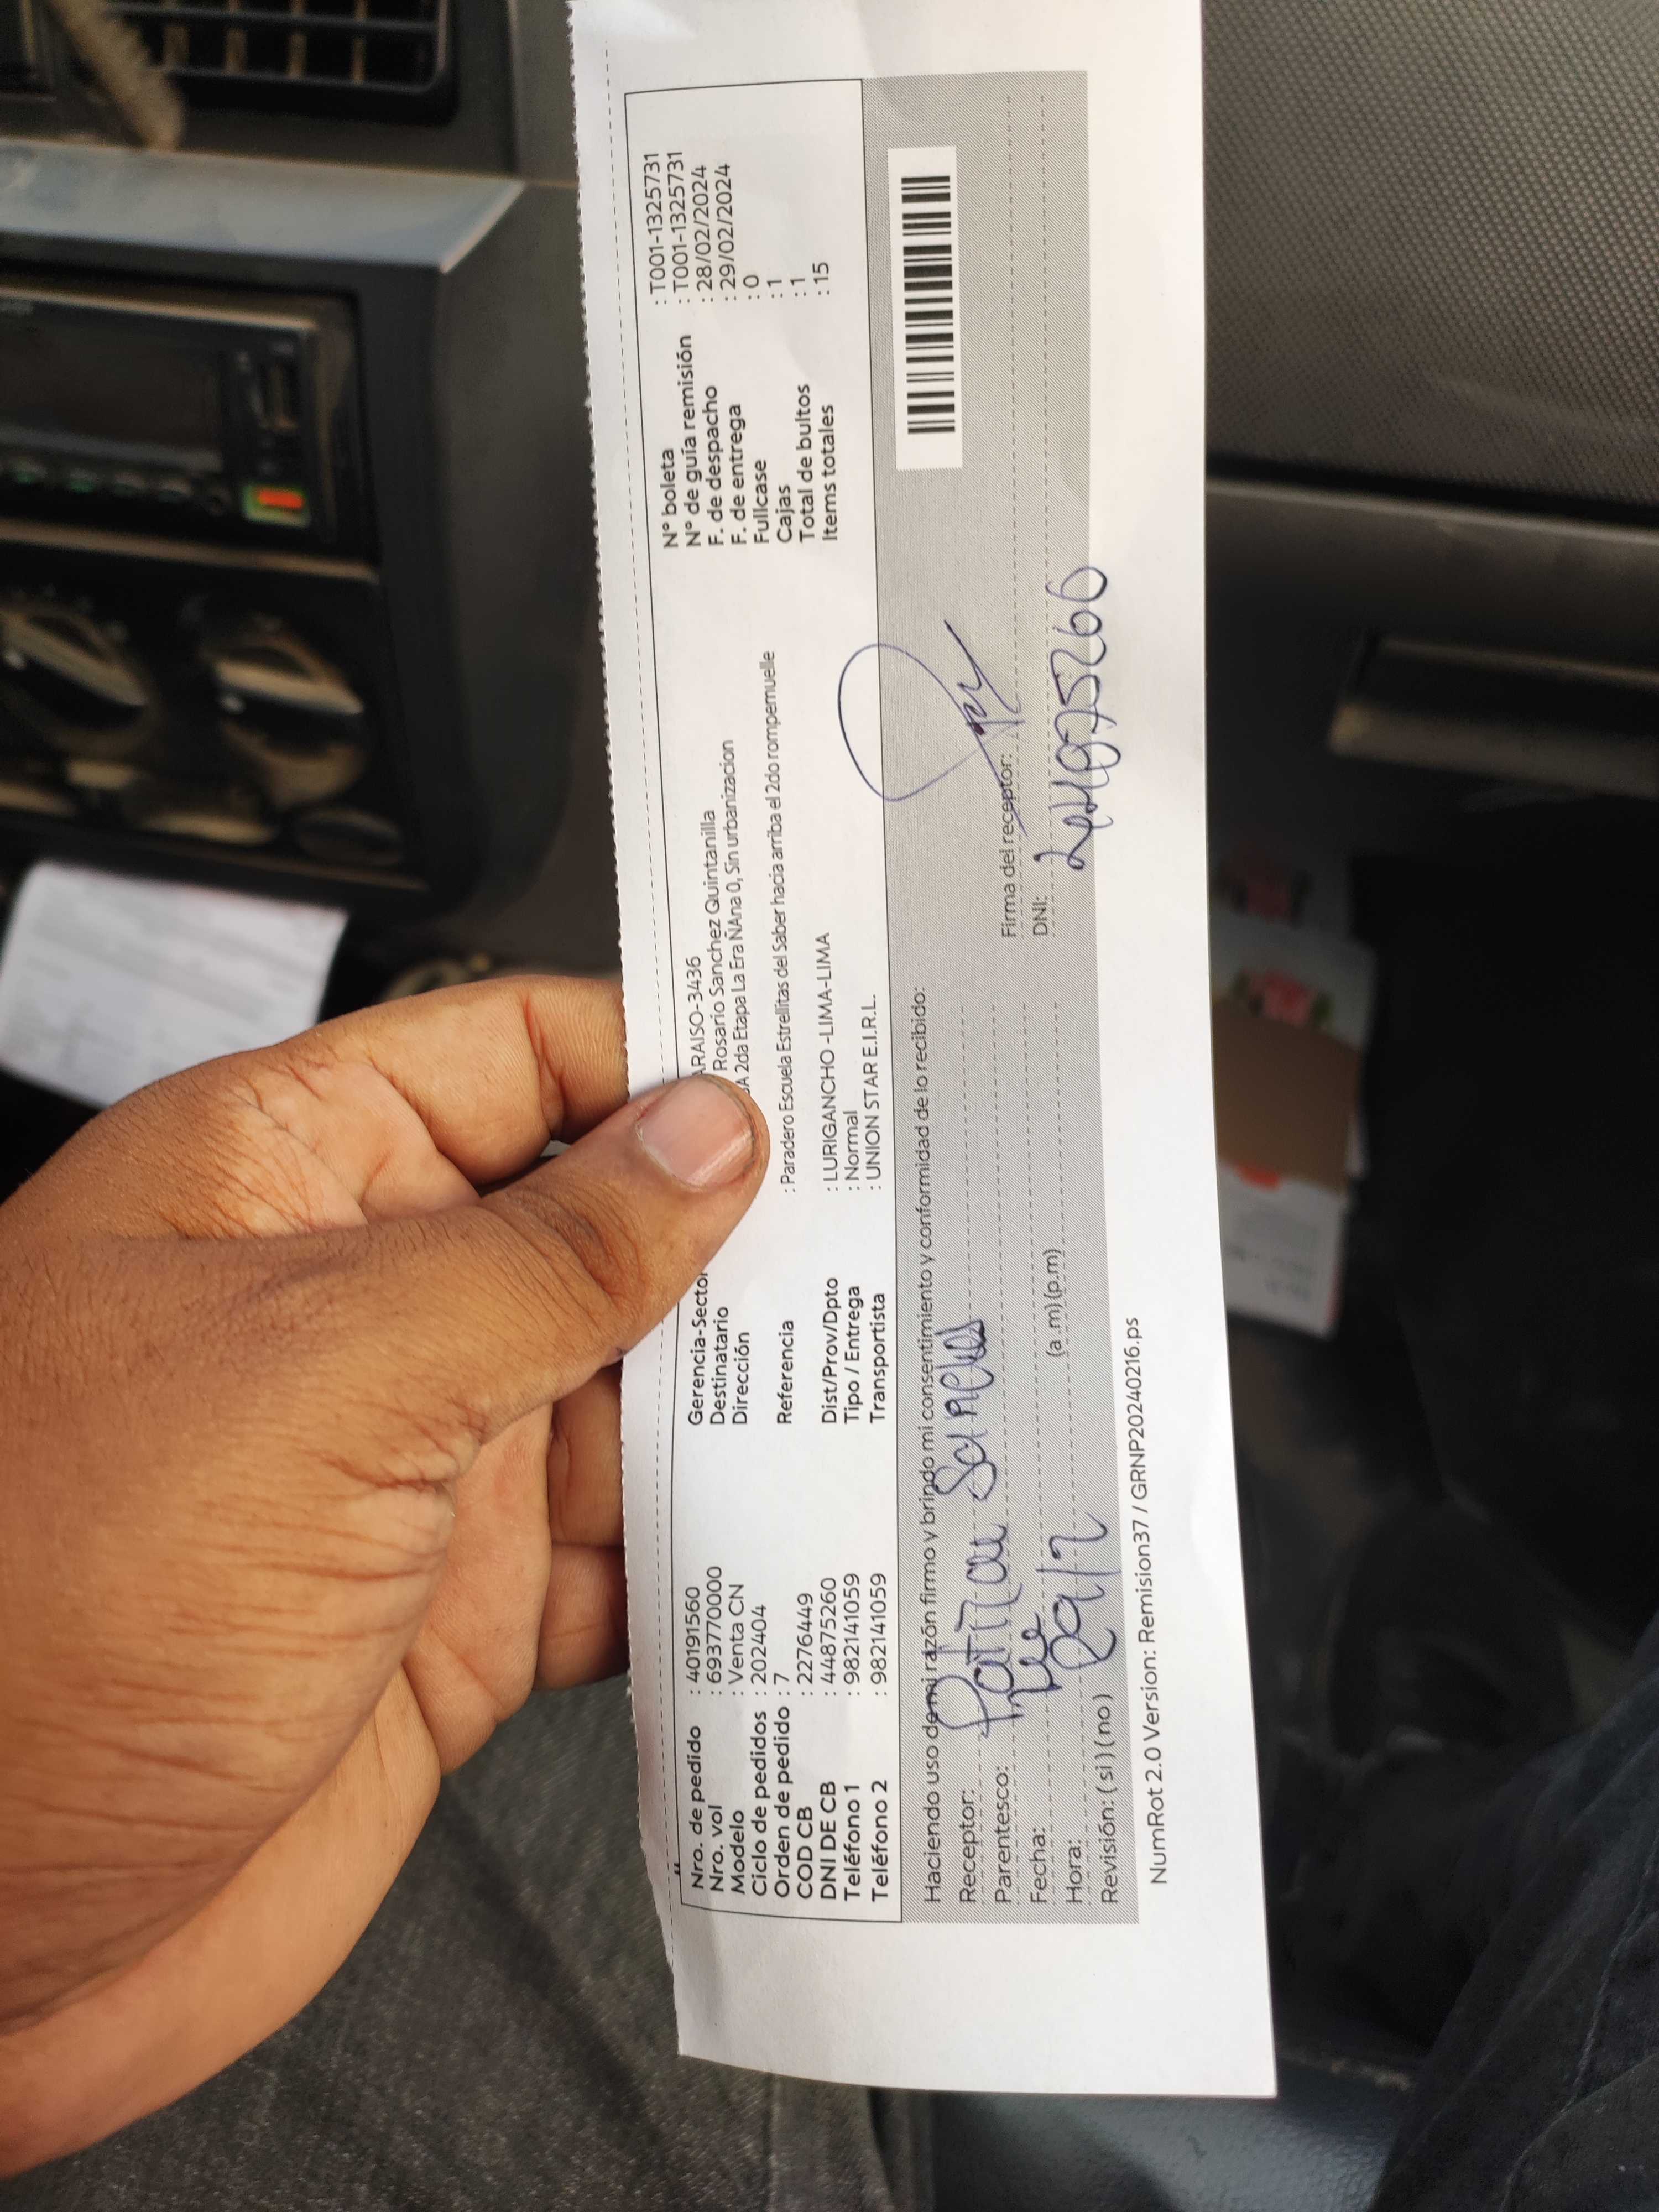 Nro. de pedido : 40191560
Nro. vol : 6937770000
Modelo : Venta CN
Ciclo de pedidos : 202404
Orden de pedido : 7
COD CB : 2276449
DNI DE CB : 44875260
Teléfono 1 : 982141059
Teléfono 2 : 982141059
Gerencia-Sector ARAISO-3436
Destinatario Rosario Sanchez Quintanilla
Dirección 2da Etapa La Era ÑAna 0, Sin urbanizacion
Referencia : Paradero Escuela Estrellitas del Saber hacia arriba el 2do rompemuelle
Dist/Prov/Dpto : LURIGANCHO -LIMA-LIMA
Tipo / Entrega : Normal
Transportista : UNION STAR E.I.R.L.
N° boleta : T001-1325731
N° de guía remisión : T001-1325731
F. de despacho : 28/02/2024
F. de entrega : 29/02/2024
Fullcase : 0
Cajas : 1
Total de bultos : 1
Items totales : 15
Haciendo uso de mi razón firmo y brindo mi consentimiento y conformidad de lo recibido:
Receptor:
Parentesco:
Fecha:
Hora: (a.m) (p.m)
Revisión: ( si ) ( no )
Firma del receptor:
DNI: 44875260
NumRot 2.0 Version: Remision37 / GRNP20240216.ps